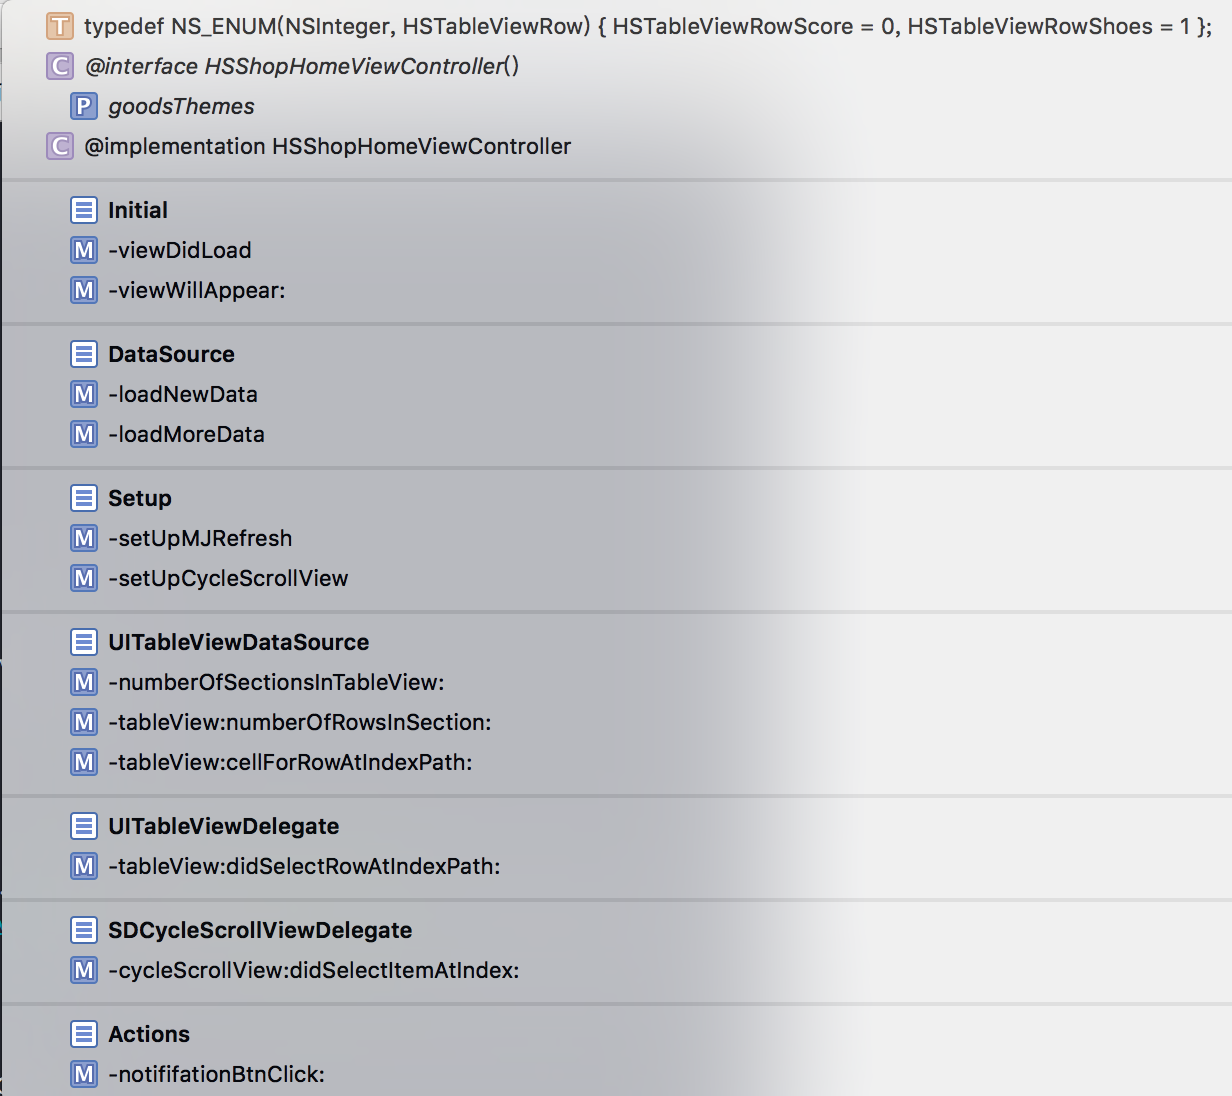 T typedef NS_ENUM(NSInteger, HSTableViewRow) { HSTableViewRowScore = 0, HSTableViewRowShoes = 1 };
C @interface HSShopHomeViewController()
P goodsThemes
C @implementation HSShopHomeViewController
Initial
M -viewDidLoad
M -viewWillAppear:
DataSource
M -loadNewData
M -loadMoreData
Setup
M -setUpMJRefresh
M -setUpCycleScrollView
UITableViewDataSource
M -numberOfSectionsInTableView:
M -tableView:numberOfRowsInSection:
M -tableView:cellForRowAtIndexPath:
UITableViewDelegate
M -tableView:didSelectRowAtIndexPath:
SDCycleScrollViewDelegate
M -cycleScrollView:didSelectItemAtIndex:
Actions
M -notififationBtnClick: